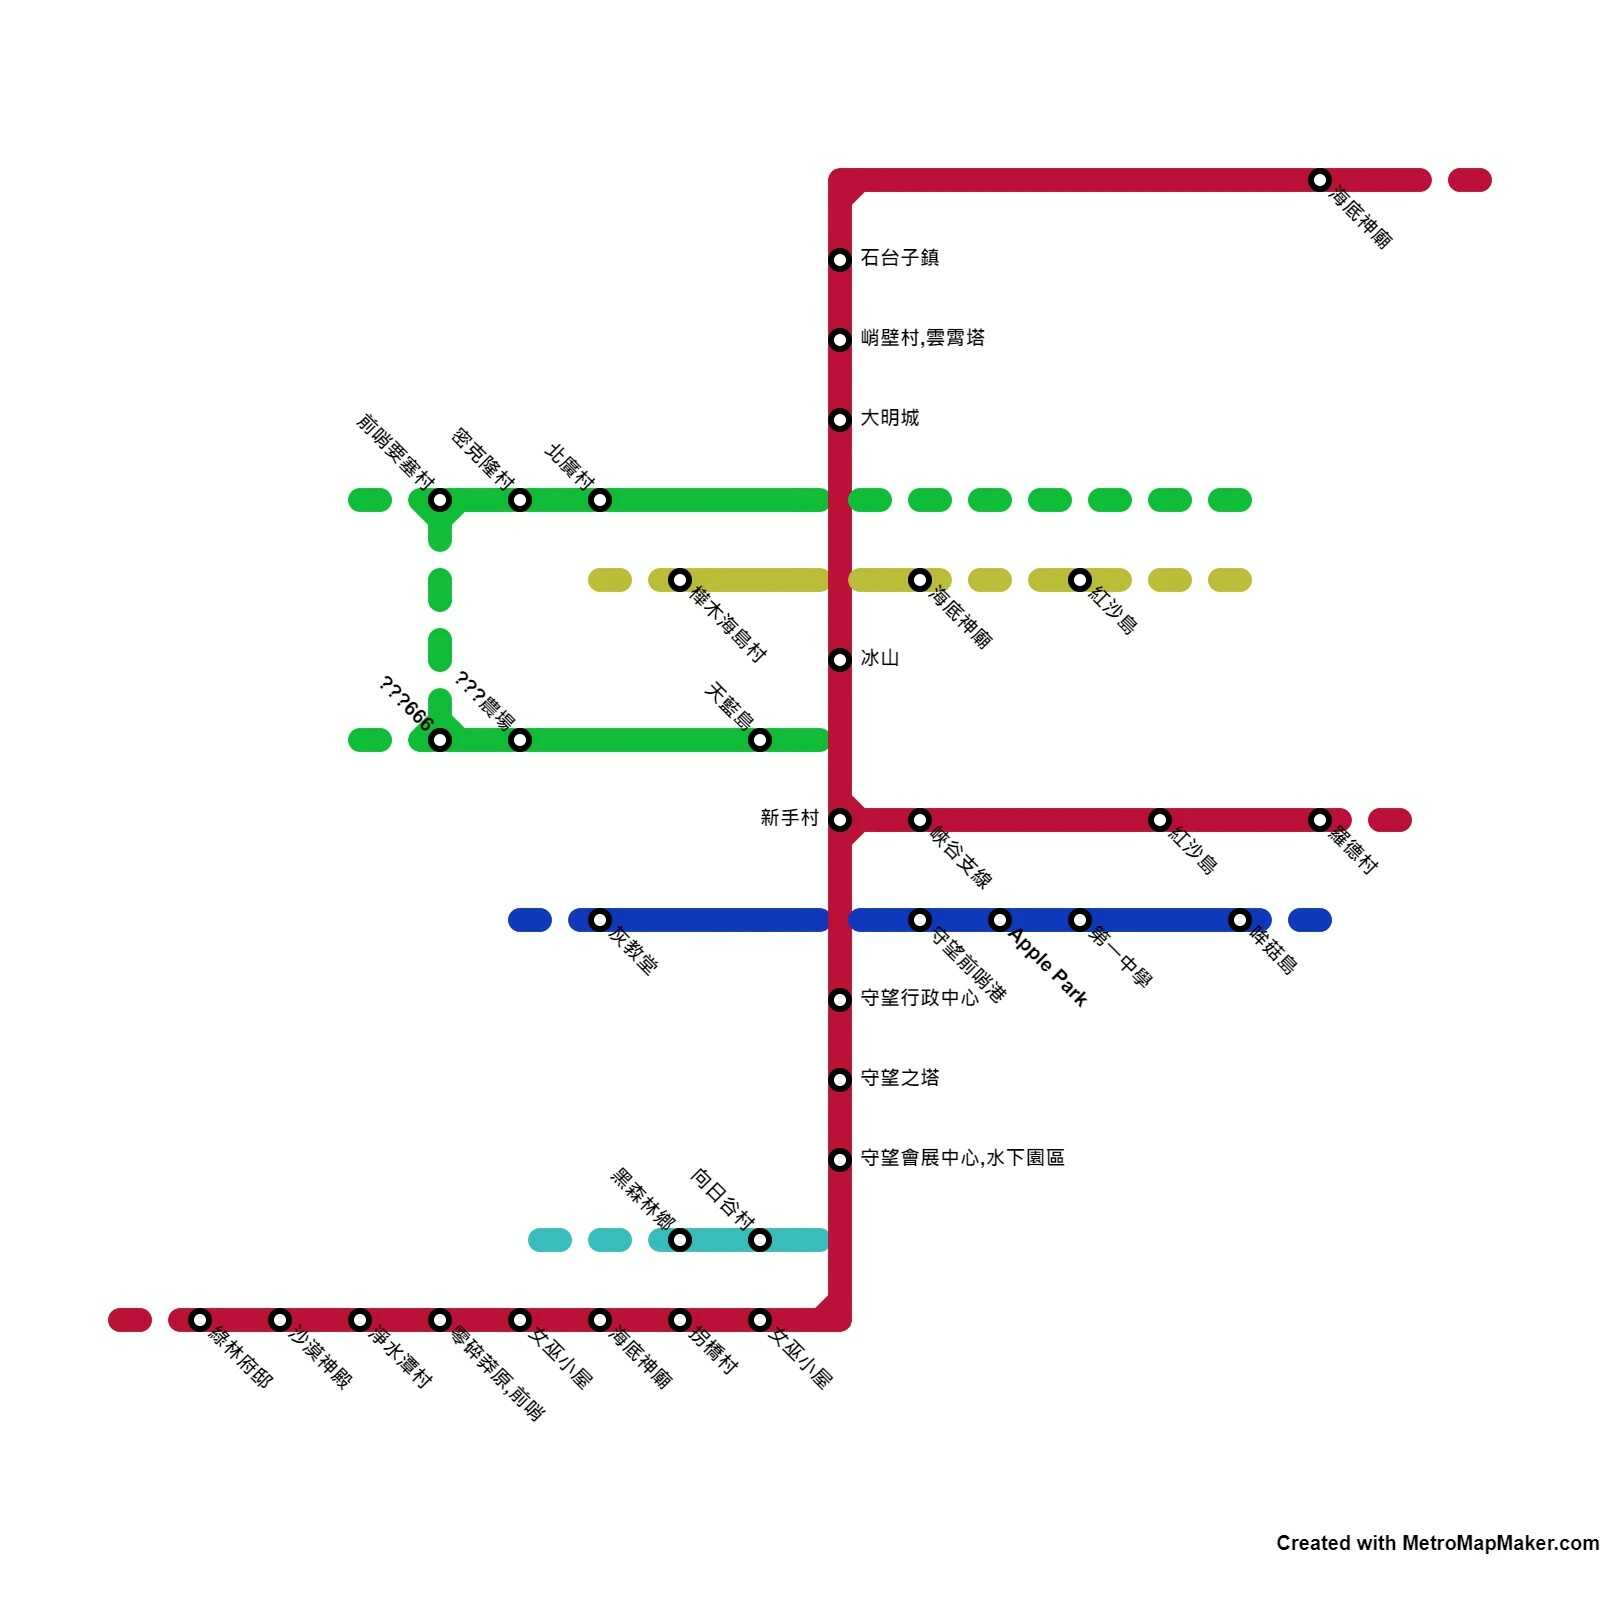 海底神廟
石台子鎮
峭壁村,雲霄塔
大明城
前哨要塞村
密克隆村
北廣村
樺木海島村
海底神廟
紅沙島
冰山
???666
???農場
天藍島
新手村
峽谷支線
紅沙島
羅德村
灰教堂
守望前哨港
Apple Park
第一中學
哞菇島
守望行政中心
守望之塔
守望會展中心,水下園區
黑森林鄉
向日谷村
綠林府邸
沙漠神殿
淨水潭村
零碎莽原,前哨
女巫小屋
海底神廟
拐橋村
女巫小屋
Created with MetroMapMaker.com